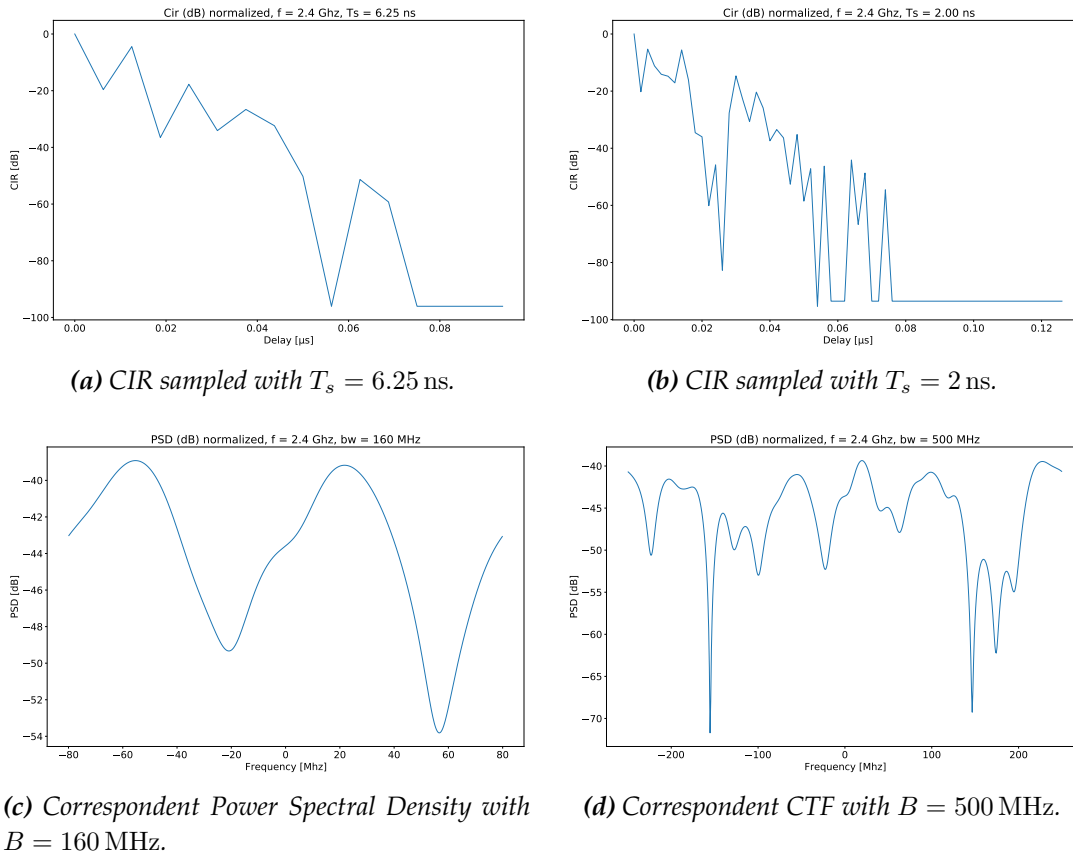 Cir (dB) normalized, f = 2.4 Ghz, Ts = 6.25 ns
0
−20
−40
−60
−80
−100
CIR [dB]
0.00 0.02 0.04 0.06 0.08
Delay [µs]
(a) CIR sampled with Ts = 6.25 ns.
Cir (dB) normalized, f = 2.4 Ghz, Ts = 2.00 ns
0
−20
−40
−60
−80
−100
CIR [dB]
0.00 0.02 0.04 0.06 0.08 0.10 0.12
Delay [µs]
(b) CIR sampled with Ts = 2 ns.
PSD (dB) normalized, f = 2.4 Ghz, bw = 160 MHz
−40
−42
−44
−46
−48
−50
−52
−54
PSD [dB]
−80 −60 −40 −20 0 20 40 60 80
Frequency [Mhz]
(c) Correspondent Power Spectral Density with
B = 160 MHz.
PSD (dB) normalized, f = 2.4 Ghz, bw = 500 MHz
−40
−45
−50
−55
−60
−65
−70
PSD [dB]
−200 −100 0 100 200
Frequency [Mhz]
(d) Correspondent CTF with B = 500 MHz.